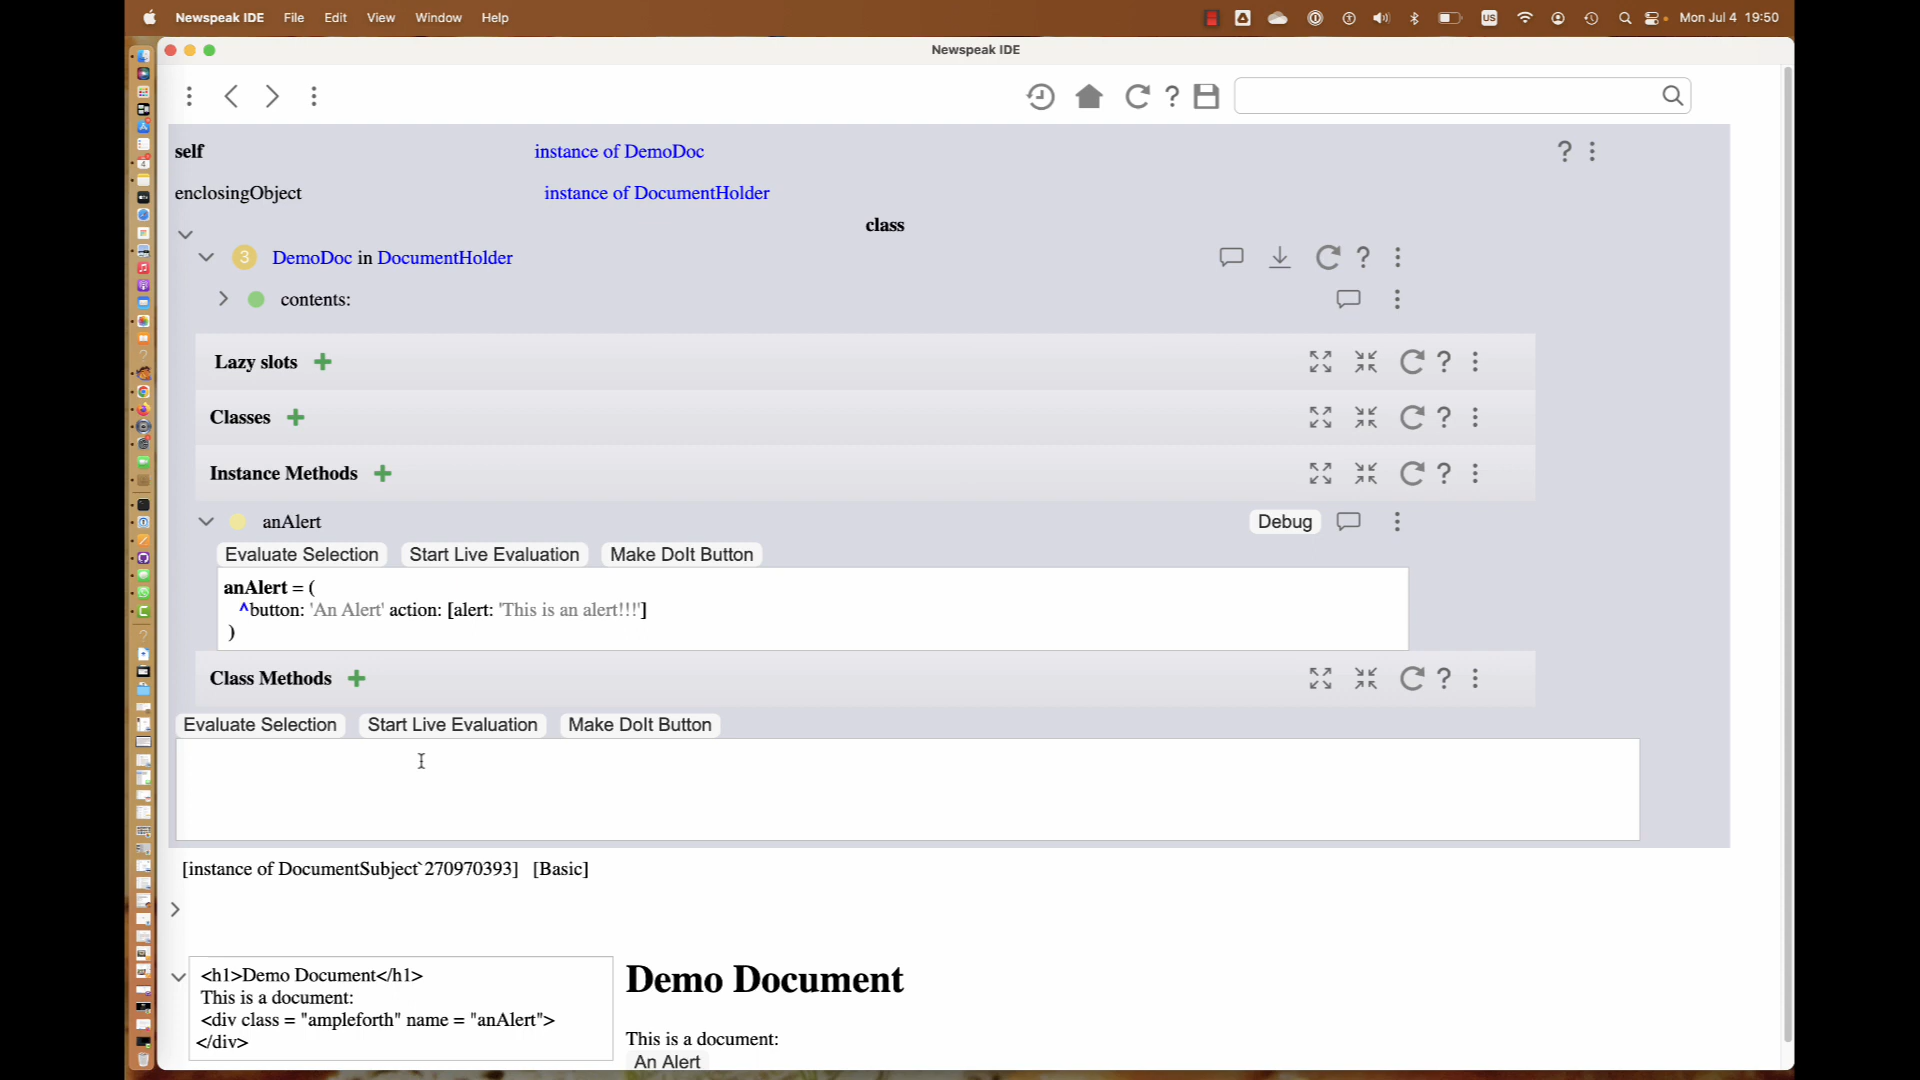 Newspeak IDE File Edit View Window Help US Mon Jul 4 19:50
Newspeak IDE
?
self instance of DemoDoc ?
enclosingObject instance of DocumentHolder
class
3 DemoDoc in DocumentHolder ?
contents:
Lazy slots ?
Classes ?
Instance Methods ?
anAlert Debug
Evaluate Selection Start Live Evaluation Make DoIt Button
anAlert = (
^button: 'An Alert' action: [alert: 'This is an alert!!!']
)
Class Methods ?
Evaluate Selection Start Live Evaluation Make DoIt Button
[instance of DocumentSubject`270970393] [Basic]
<h1>Demo Document</h1>
This is a document:
<div class = "ampleforth" name = "anAlert">
</div>
Demo Document
This is a document:
An Alert